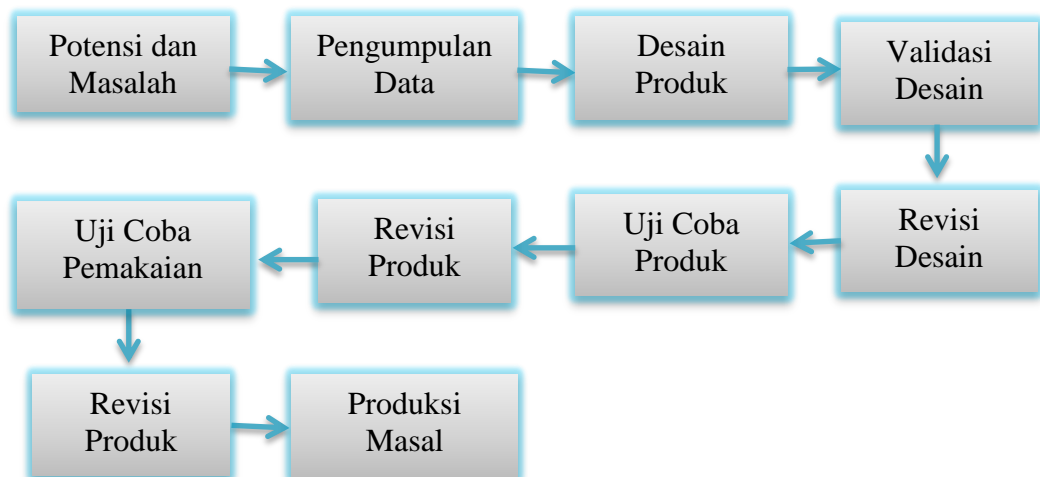 Potensi dan
Masalah
Pengumpulan
Data
Desain
Produk
Validasi
Desain
Revisi
Desain
Uji Coba
Produk
Revisi
Produk
Uji Coba
Pemakaian
Revisi
Produk
Produksi
Masal